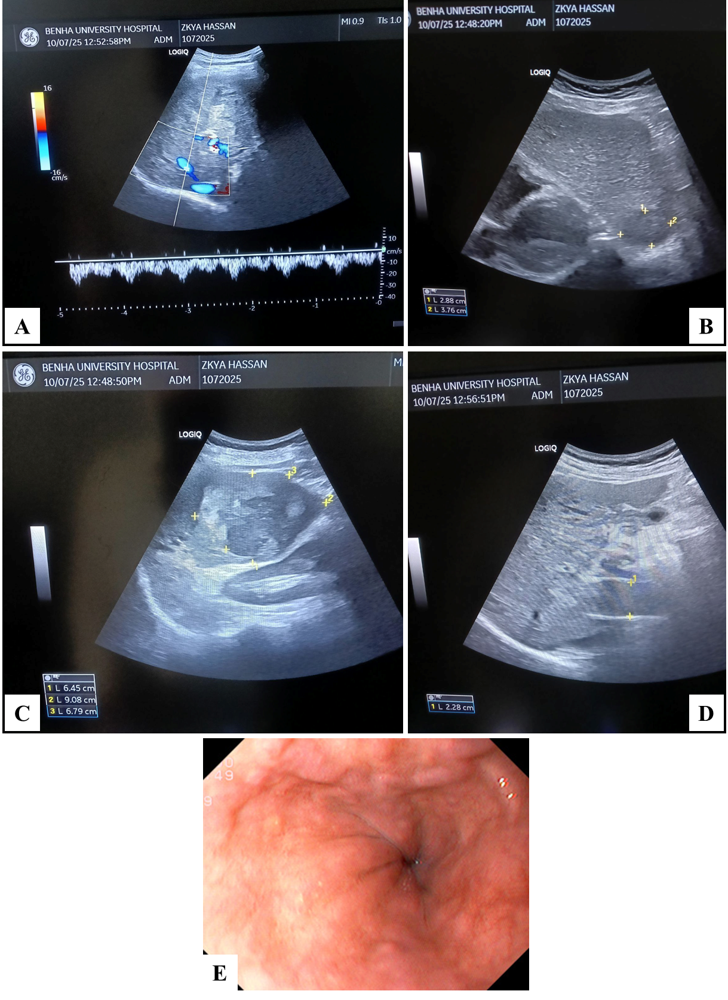 BENHA UNIVERSITY HOSPITAL ZKYA HASSAN MI 0.9 TIs 1.0
10/07/25 12:52:58PM ADM 1072025
LOGIQ
16
-16
cm/s
10
cm/s
-10
-20
-30
-40
-5 -4 -3 -2 -1 -0
A
BENHA UNIVERSITY HOSPITAL ZKYA HASSAN
10/07/25 12:48:20PM ADM 1072025
LOGIQ
1
2
1 L 2.88 cm
2 L 3.76 cm
B
BENHA UNIVERSITY HOSPITAL ZKYA HASSAN M
10/07/25 12:48:50PM ADM 1072025
LOGIQ
3
2
1
1 L 6.45 cm
2 L 9.08 cm
3 L 6.79 cm
C
BENHA UNIVERSITY HOSPITAL ZKYA HASSAN
10/07/25 12:56:51PM ADM 1072025
LOGIQ
1
1 L 2.28 cm
D
49
9
E